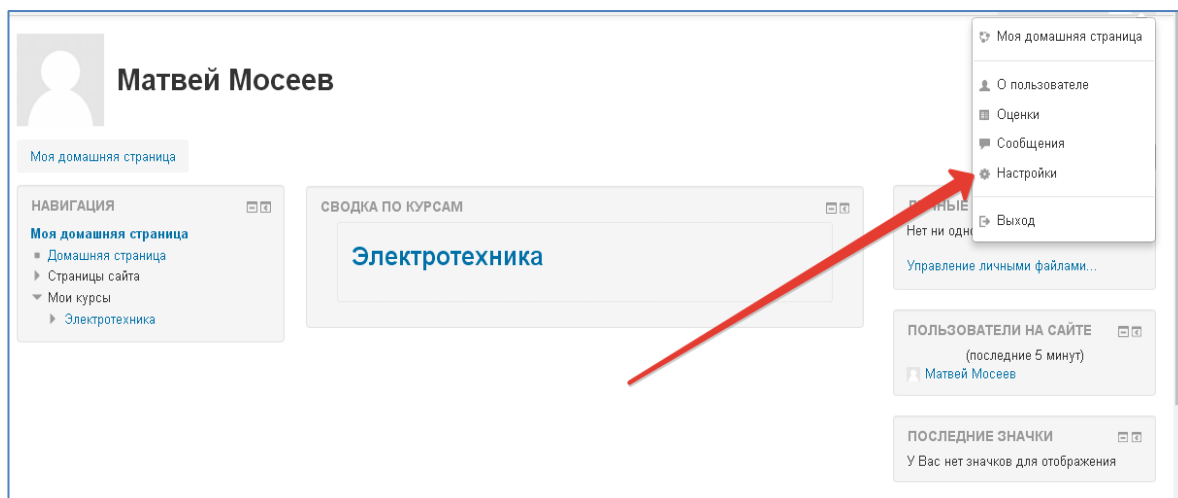 Моя домашняя страница
Матвей Мосеев
О пользователе
Оценки
Сообщения
Настройки
Выход
Моя домашняя страница
НАВИГАЦИЯ
Моя домашняя страница
Домашняя страница
Страницы сайта
Мои курсы
Электротехника
СВОДКА ПО КУРСАМ
Электротехника
Нет ни
Управление личными файлами...
ПОЛЬЗОВАТЕЛИ НА САЙТЕ
(последние 5 минут)
Матвей Мосеев
ПОСЛЕДНИЕ ЗНАЧКИ
У Вас нет значков для отображения